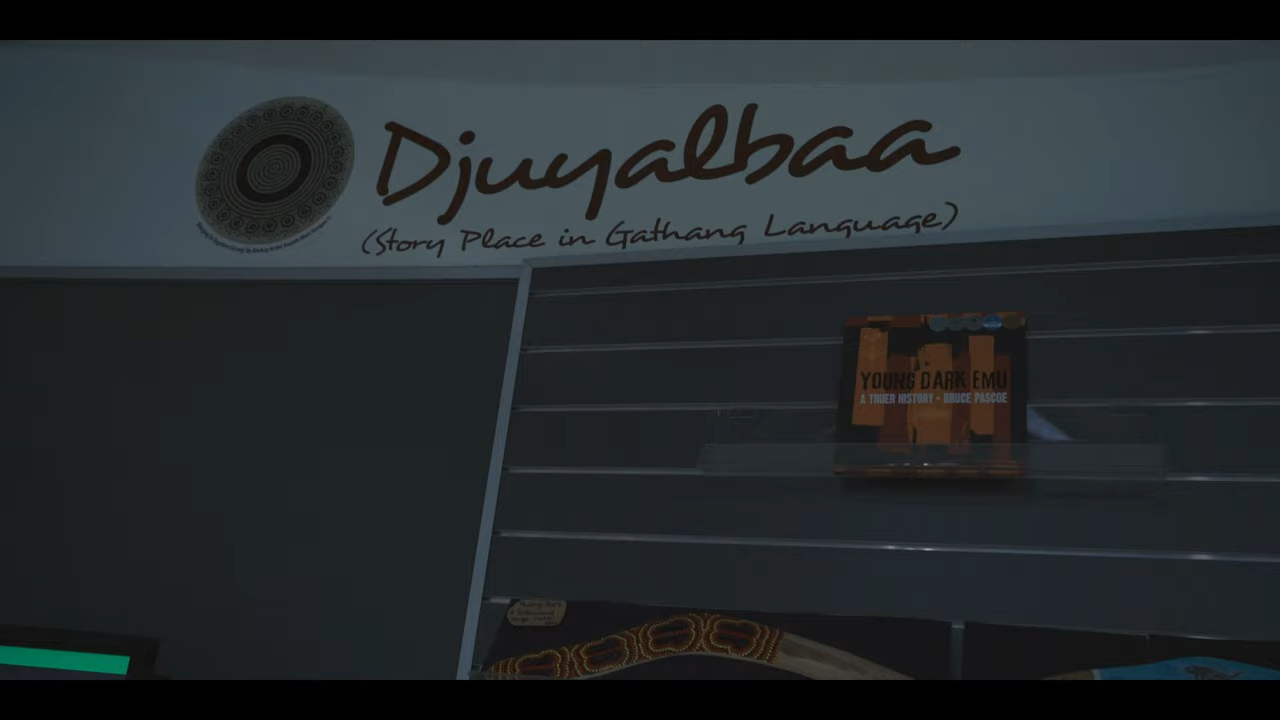 Djuyalbaa
(Story Place in Gathang Language)
YOUNG DARK EMU
A TRUER HISTORY • BRUCE PASCOE